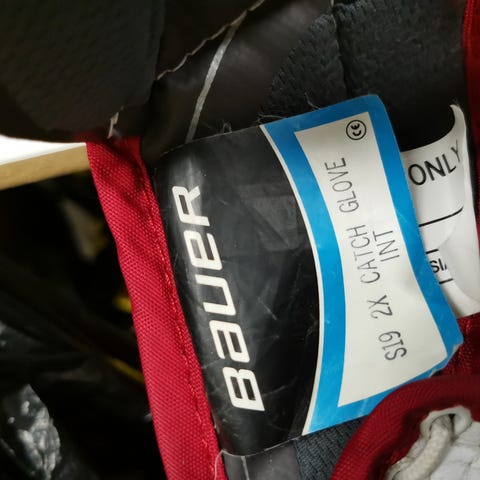 BAUER
S19 2X CATCH GLOVE
INT
CE
ONLY